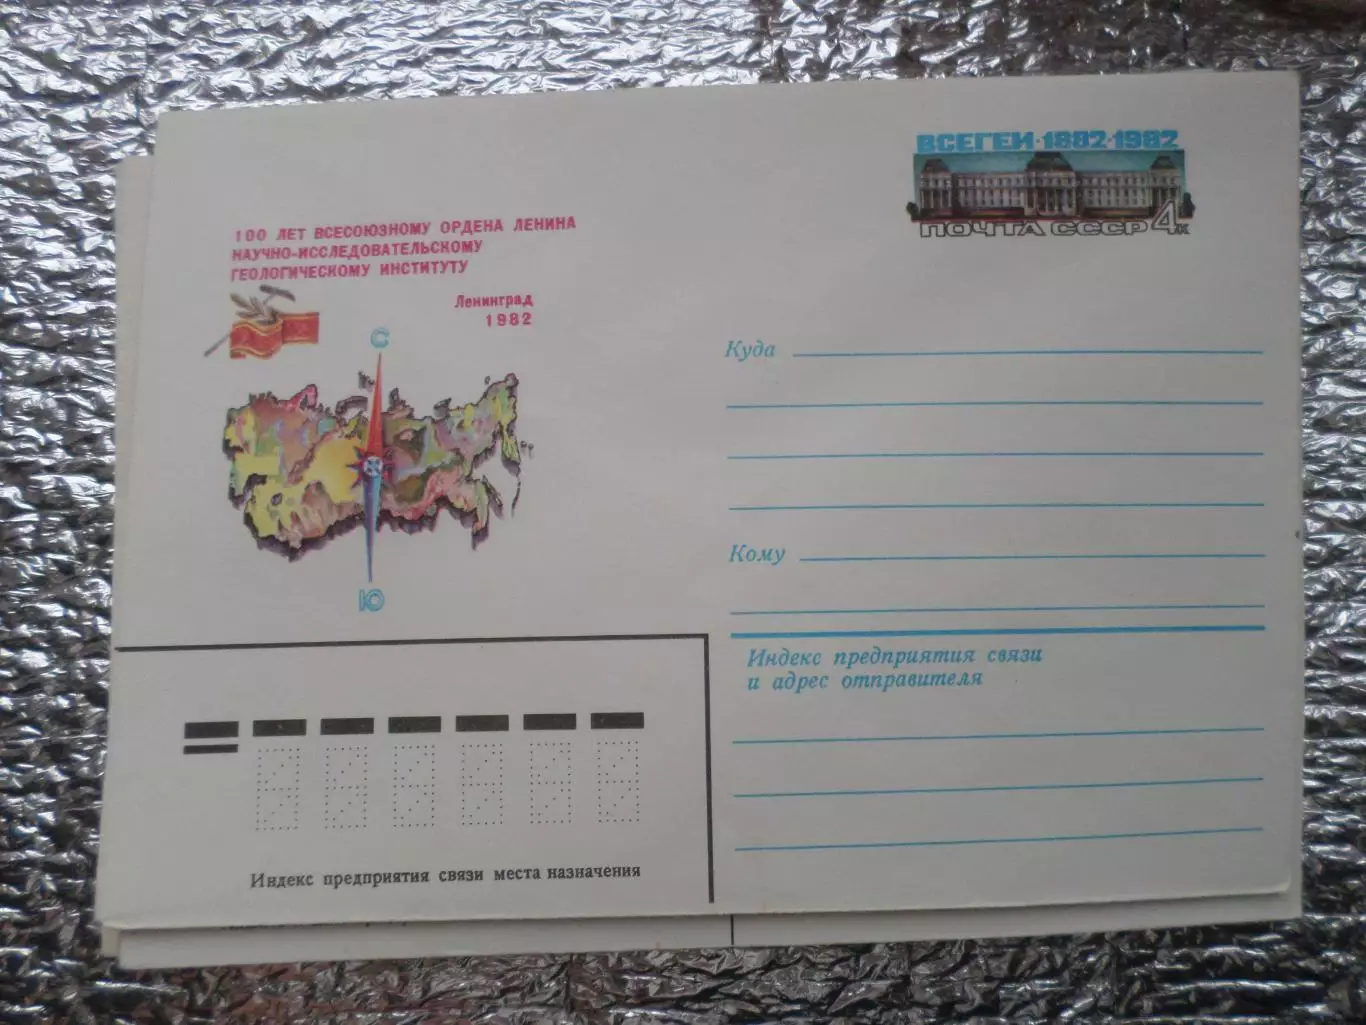 ВСЕГЕИ·1882·1982
ПОЧТА СССР 4к
100 ЛЕТ ВСЕСОЮЗНОМУ ОРДЕНА ЛЕНИНА
НАУЧНО-ИССЛЕДОВАТЕЛЬСКОМУ
ГЕОЛОГИЧЕСКОМУ ИНСТИТУТУ
Ленинград
1982
С
Ю
Куда
Кому
Индекс предприятия связи
и адрес отправителя
Индекс предприятия связи места назначения